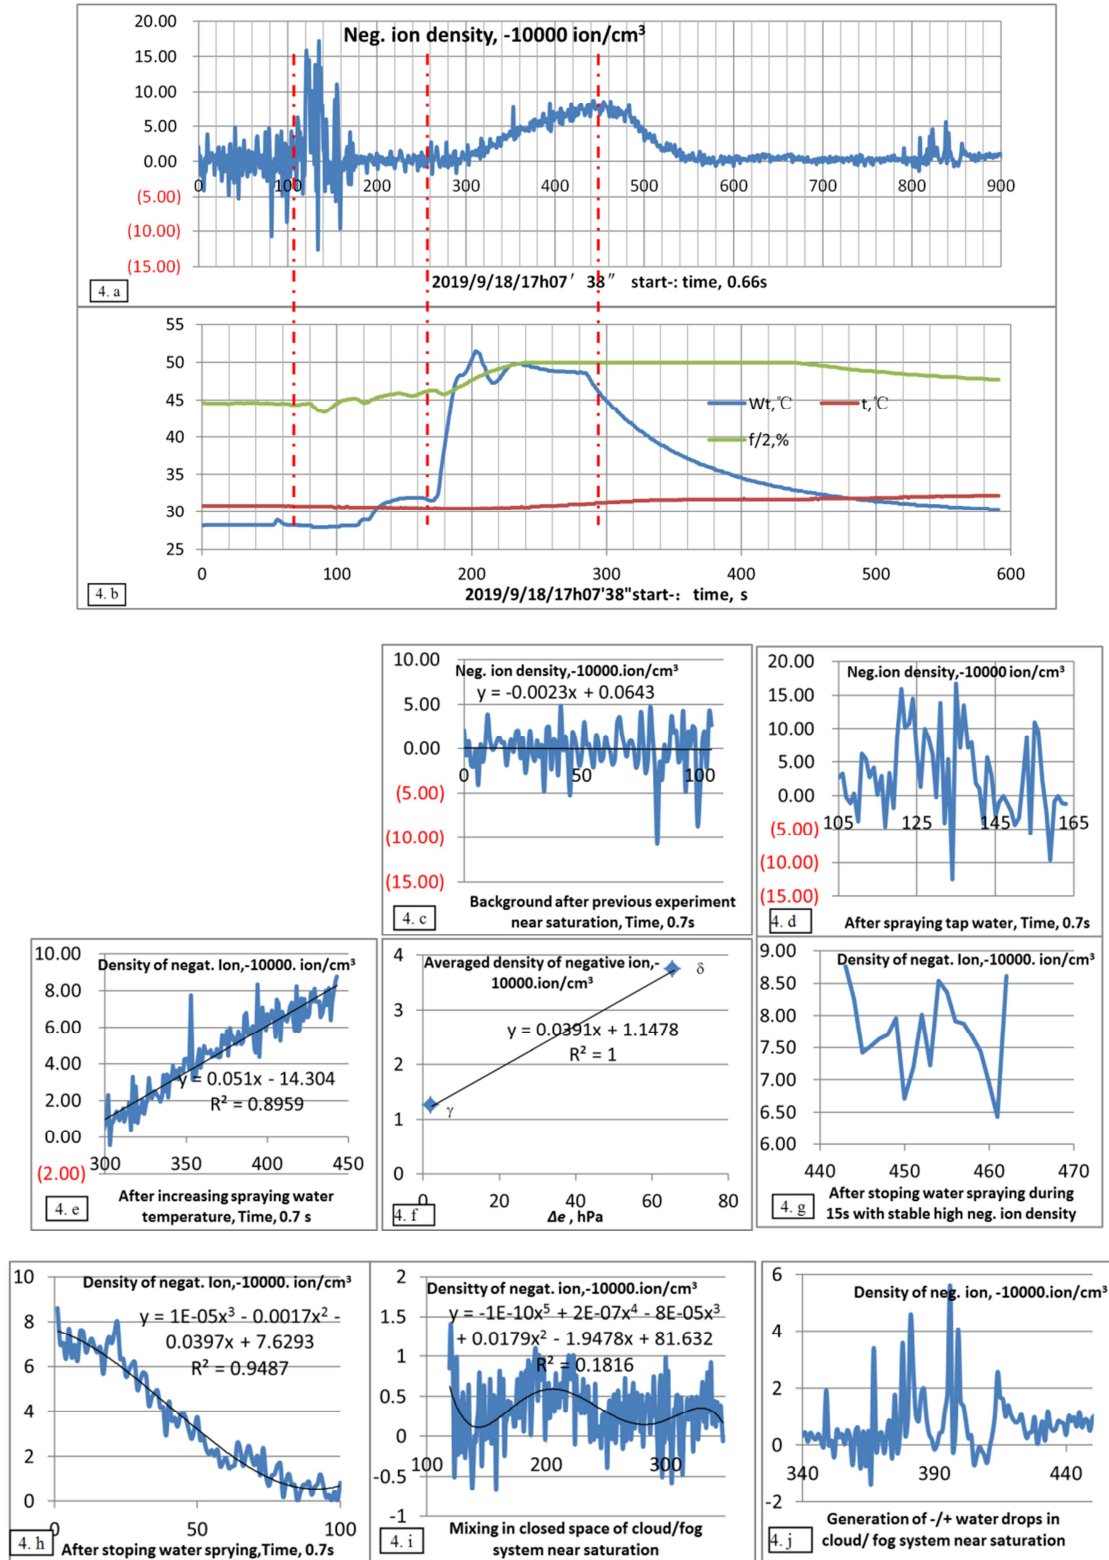 20.00
Neg. ion density, -10000 ion/cm³
15.00
10.00
5.00
0.00
0 100 200 300 400 500 600 700 800 900
(5.00)
(10.00)
(15.00)
2019/9/18/17h07′ 38″ start-: time, 0.66s
4. a
55
50
45
Wt,℃ t,℃
f/2,%
40
35
30
25
0 100 200 300 400 500 600
2019/9/18/17h07'38"start-: time, s
4. b
10.00
Neg. ion density,-10000.ion/cm³
y = -0.0023x + 0.0643
5.00
0.00
0 50 100
(5.00)
(10.00)
(15.00)
Background after previous experiment
near saturation, Time, 0.7s
4. c
20.00
Neg.ion density,-10000 ion/cm³
15.00
10.00
5.00
0.00
105 125 145 165
(5.00)
(10.00)
(15.00)
4. d
After spraying tap water, Time, 0.7s
10.00
Density of negat. Ion,-10000. ion/cm³
8.00
6.00
4.00
y = 0.051x - 14.304
R² = 0.8959
2.00
0.00
300 350 400 450
(2.00)
After increasing spraying water
temperature, Time, 0.7 s
4. e
4
Averaged density of negative ion,-
10000.ion/cm³
δ
3
y = 0.0391x + 1.1478
R² = 1
2
1
γ
0
0 20 40 60 80
Δe , hPa
4. f
9.00
Density of negat. Ion,-10000. ion/cm³
8.50
8.00
7.50
7.00
6.50
6.00
440 450 460 470
After stoping water spraying during
15s with stable high neg. ion density
4. g
10
Density of negat. Ion,-10000. ion/cm³
y = 1E-05x³ - 0.0017x² -
0.0397x + 7.6293
R² = 0.9487
8
6
4
2
0
0 50 100
After stoping water sprying,Time, 0.7s
4. h
2
Densitty of negat. ion,-10000.ion/cm³
y = -1E-10x⁵ + 2E-07x⁴ - 8E-05x³
+ 0.0179x² - 1.9478x + 81.632
R² = 0.1816
1.5
1
0.5
0
100 200 300
-0.5
-1
4. i
Mixing in closed space of cloud/fog
system near saturation
6
Density of neg. ion, -10000.ion/cm³
4
2
0
340 390 440
-2
4. j
Generation of -/+ water drops in
cloud/ fog system near saturation